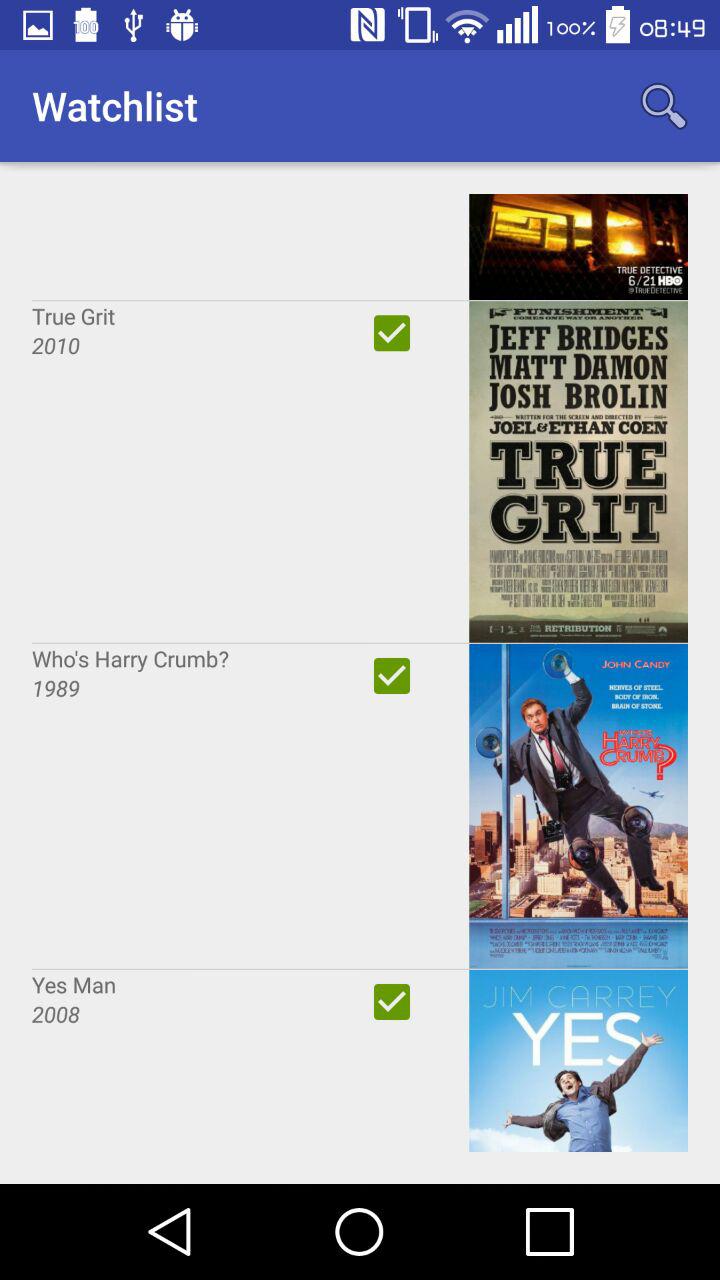 100
100%
08:49
Watchlist
TRUE DETECTIVE
6/21 HBO
@TRUEDETECTIVE
True Grit
2010
PUNISHMENT
COMES ONE WAY OR ANOTHER
JEFF BRIDGES
MATT DAMON
JOSH BROLIN
WRITTEN FOR THE SCREEN AND DIRECTED BY
JOEL & ETHAN COEN
TRUE
GRIT
RETRIBUTION
Who's Harry Crumb?
1989
JOHN CANDY
NERVES OF STEEL.
BODY OF IRON.
BRAIN OF STONE.
WHO'S
HARRY
CRUMB?
Yes Man
2008
JIM CARREY
YES